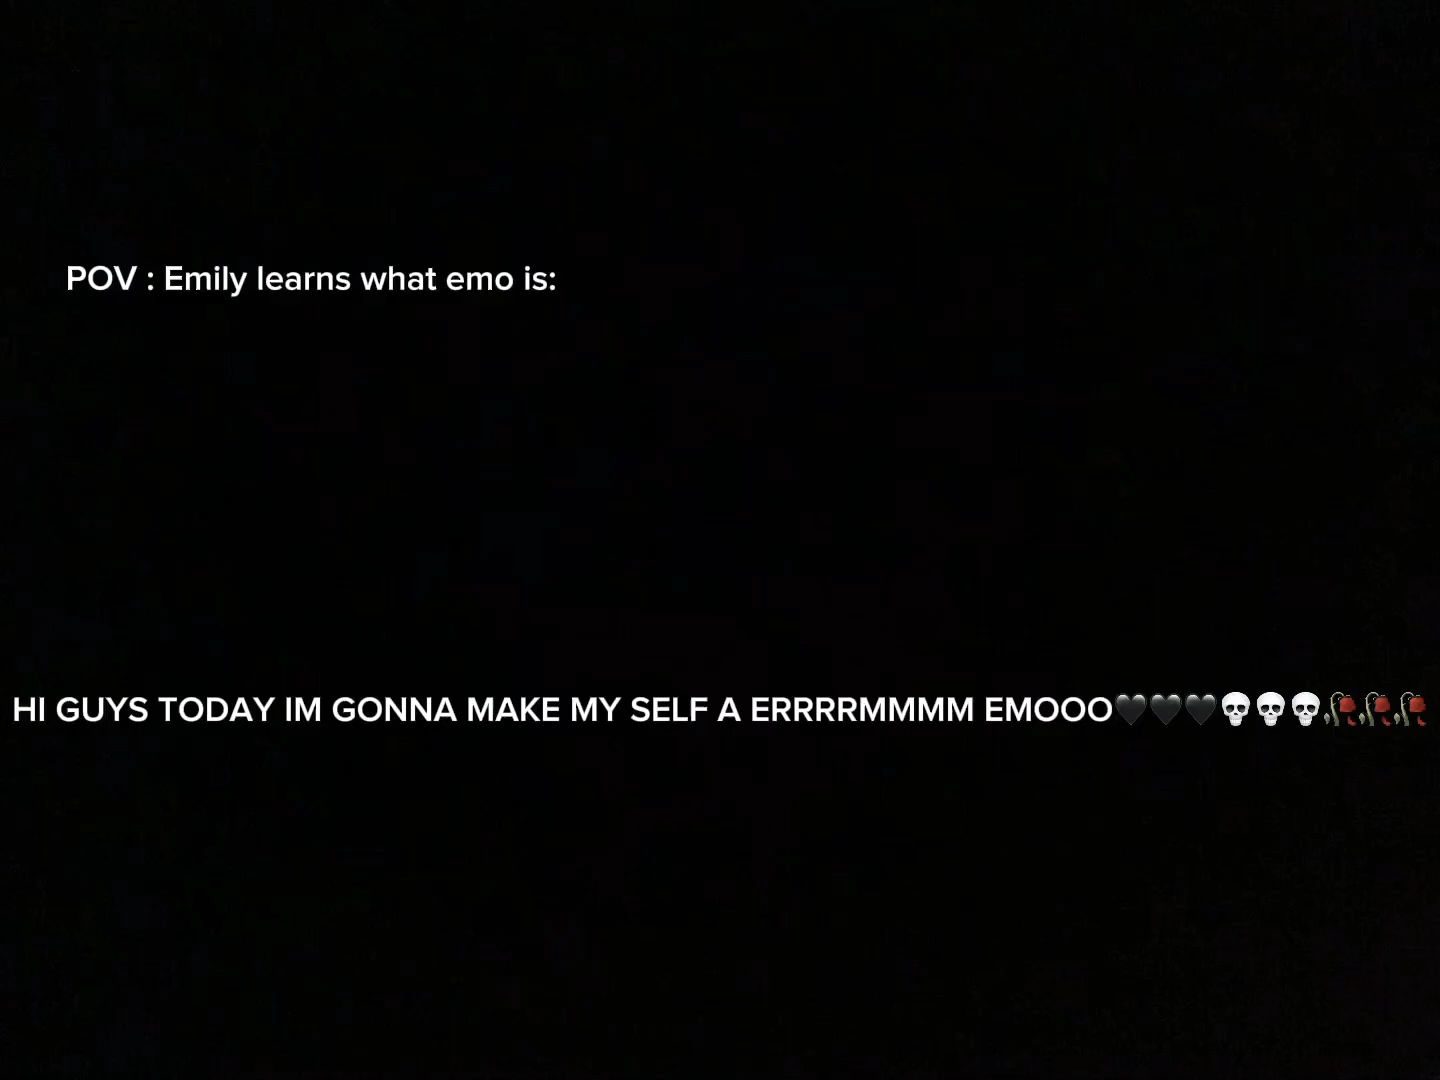 POV : Emily learns what emo is:
HI GUYS TODAY IM GONNA MAKE MY SELF A ERRRRMMMM EMOOO🖤🖤🖤💀💀💀🥀🥀🥀